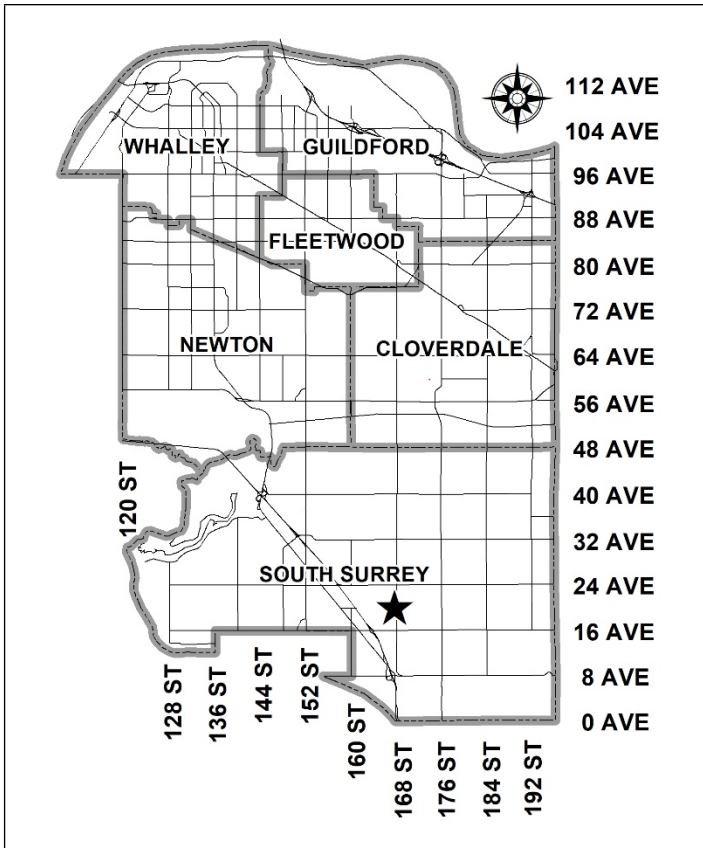 112 AVE
104 AVE
WHALLEY
GUILDFORD
96 AVE
88 AVE
FLEETWOOD
80 AVE
72 AVE
NEWTON
CLOVERDALE
64 AVE
56 AVE
48 AVE
120 ST
40 AVE
32 AVE
SOUTH SURREY
24 AVE
16 AVE
8 AVE
0 AVE
128 ST
136 ST
144 ST
152 ST
160 ST
168 ST
176 ST
184 ST
192 ST